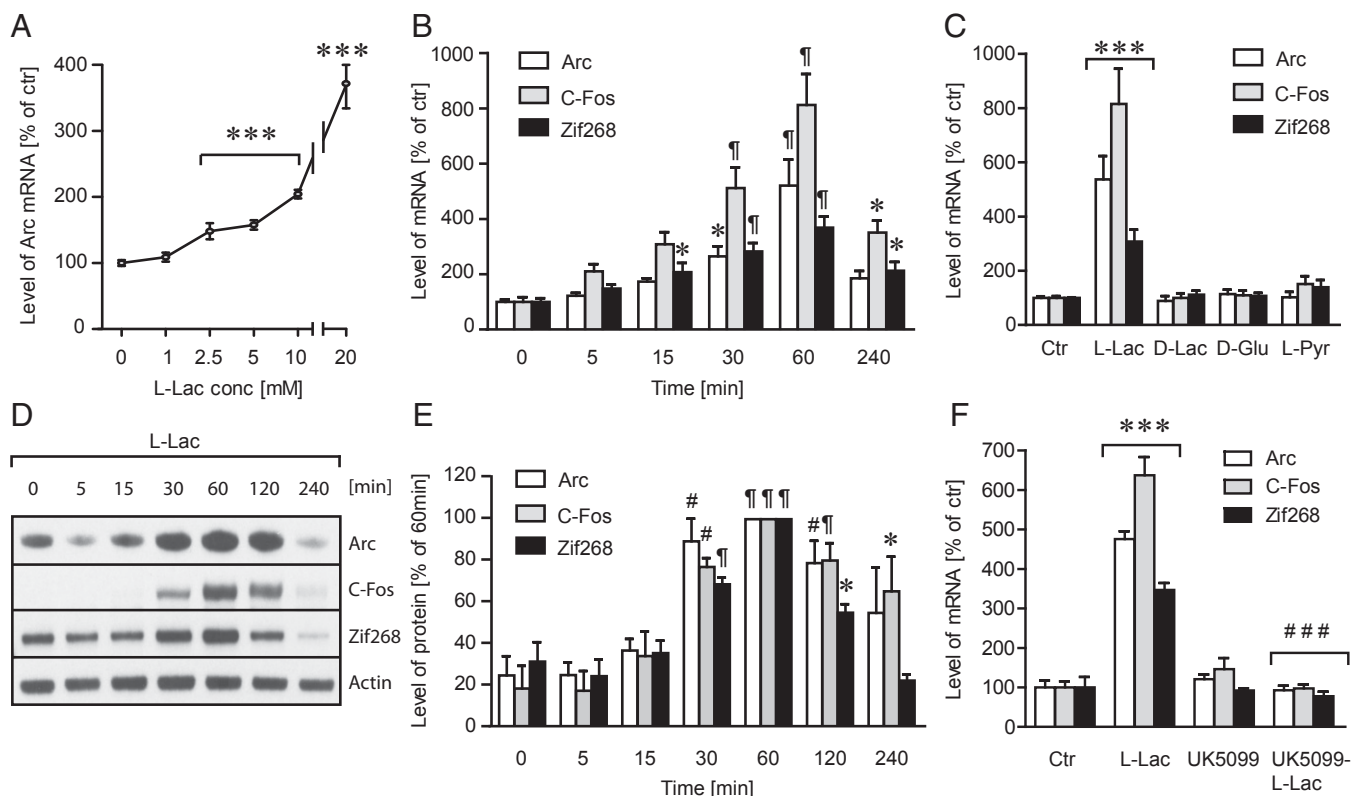 A
Level of Arc mRNA [% of ctr]
400
300
200
100
0
***
***
0 1 2.5 5 10 20
L-Lac conc [mM]
B
Level of mRNA [% of ctr]
1000
800
600
400
200
0
Arc
C-Fos
Zif268
* * ¶ ¶ ¶ ¶ ¶ ¶ * *
0 5 15 30 60 240
Time [min]
C
Level of mRNA [% of ctr]
1000
800
600
400
200
0
***
Arc
C-Fos
Zif268
Ctr L-Lac D-Lac D-Glu L-Pyr
D
L-Lac
0 5 15 30 60 120 240 [min]
Arc
C-Fos
Zif268
Actin
E
Level of protein [% of 60min]
120
100
80
60
40
20
0
Arc
C-Fos
Zif268
# # ¶ ¶ ¶ ¶ # ¶ * *
0 5 15 30 60 120 240
Time [min]
F
Level of mRNA [% of ctr]
700
600
500
400
300
200
100
0
***
Arc
C-Fos
Zif268
###
Ctr L-Lac UK5099 UK5099-
L-Lac